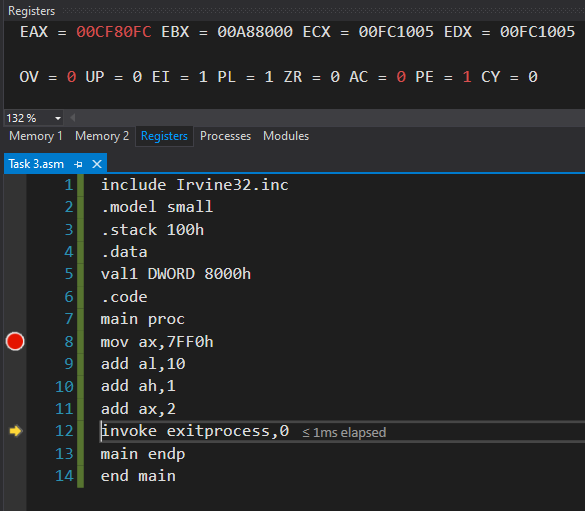 Registers
EAX = 00CF80FC EBX = 00A88000 ECX = 00FC1005 EDX = 00FC1005
OV = 0 UP = 0 EI = 1 PL = 1 ZR = 0 AC = 0 PE = 1 CY = 0
132 %
Memory 1 Memory 2 Registers Processes Modules
Task 3.asm
1 include Irvine32.inc
2 .model small
3 .stack 100h
4 .data
5 val1 DWORD 8000h
6 .code
7 main proc
8 mov ax,7FF0h
9 add al,10
10 add ah,1
11 add ax,2
12 invoke exitprocess,0 ≤ 1ms elapsed
13 main endp
14 end main